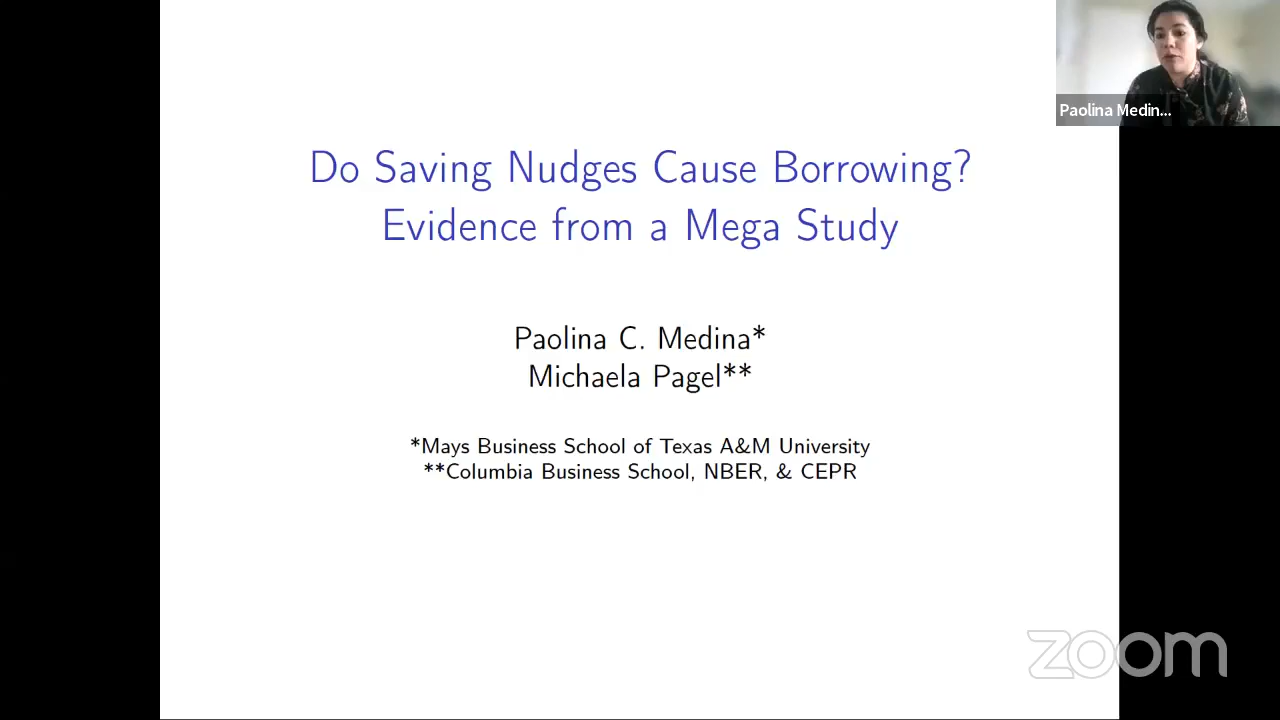 Do Saving Nudges Cause Borrowing?
Evidence from a Mega Study
Paolina C. Medina*
Michaela Pagel**
*Mays Business School of Texas A&M University
**Columbia Business School, NBER, & CEPR
Paolina Medin...
zoom